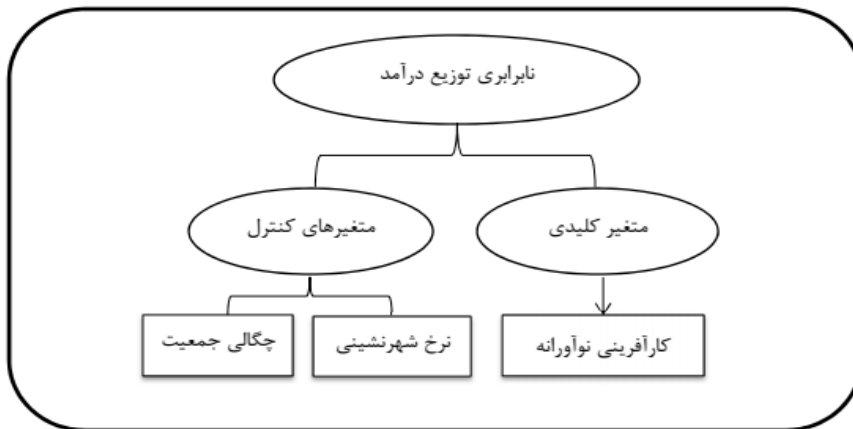 نابرابری توزیع درآمد
متغیر کلیدی
متغیرهای کنترل
کارآفرینی نوآورانه
نرخ شهرنشینی
چگالی جمعیت